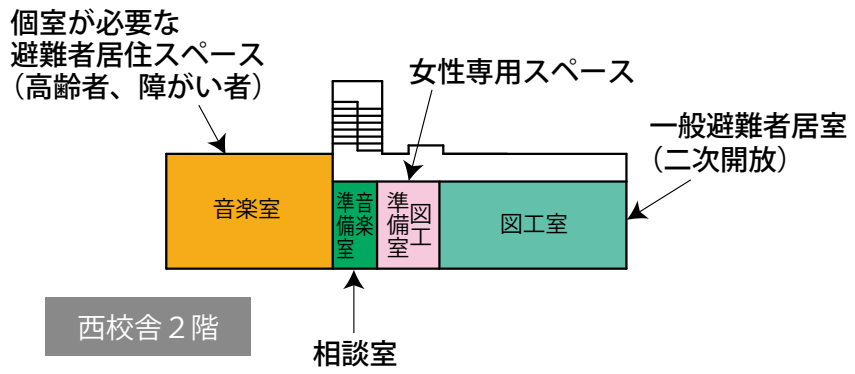 個室が必要な
避難者居住スペース
（高齢者、障がい者）
女性専用スペース
一般避難者居室
（二次開放）
音楽室
音楽
準備室
図工
準備室
図工室
西校舎２階
相談室